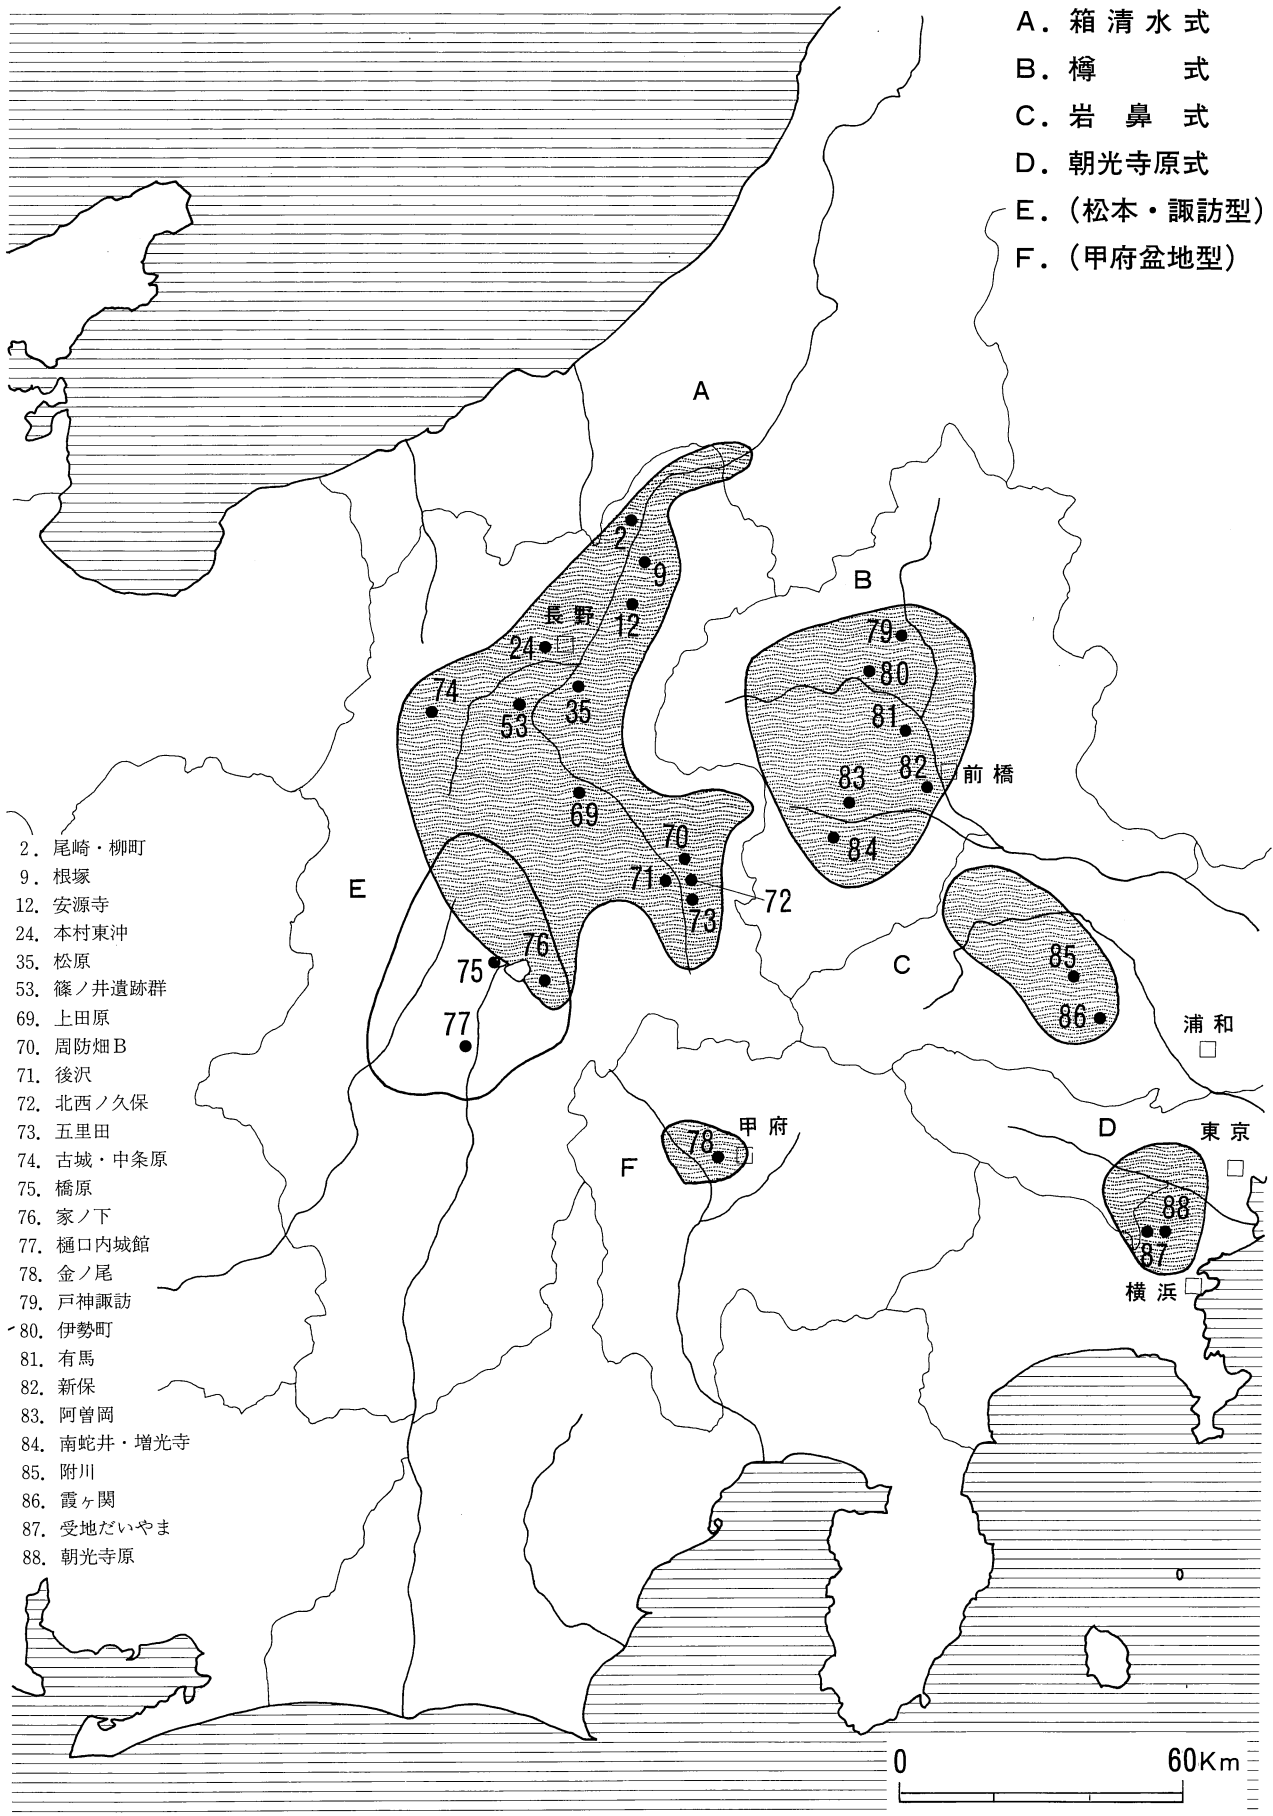 A. 箱清水式
B. 樽 式
C. 岩鼻式
D. 朝光寺原式
E. (松本・諏訪型)
F. (甲府盆地型)
A
2
9
B
長野
12
79
24
80
74
35
53
81
82
前橋
83
69
70
84
E
71
72
73
76
75
C
85
77
86
浦和
D
甲府
東京
78
F
88
87
横浜
2. 尾崎・柳町
9. 根塚
12. 安源寺
24. 本村東沖
35. 松原
53. 篠ノ井遺跡群
69. 上田原
70. 周防畑B
71. 後沢
72. 北西ノ久保
73. 五里田
74. 古城・中条原
75. 橋原
76. 家ノ下
77. 樋口内城館
78. 金ノ尾
79. 戸神諏訪
80. 伊勢町
81. 有馬
82. 新保
83. 阿曽岡
84. 南蛇井・増光寺
85. 附川
86. 霞ヶ関
87. 受地だいやま
88. 朝光寺原
0 60Km